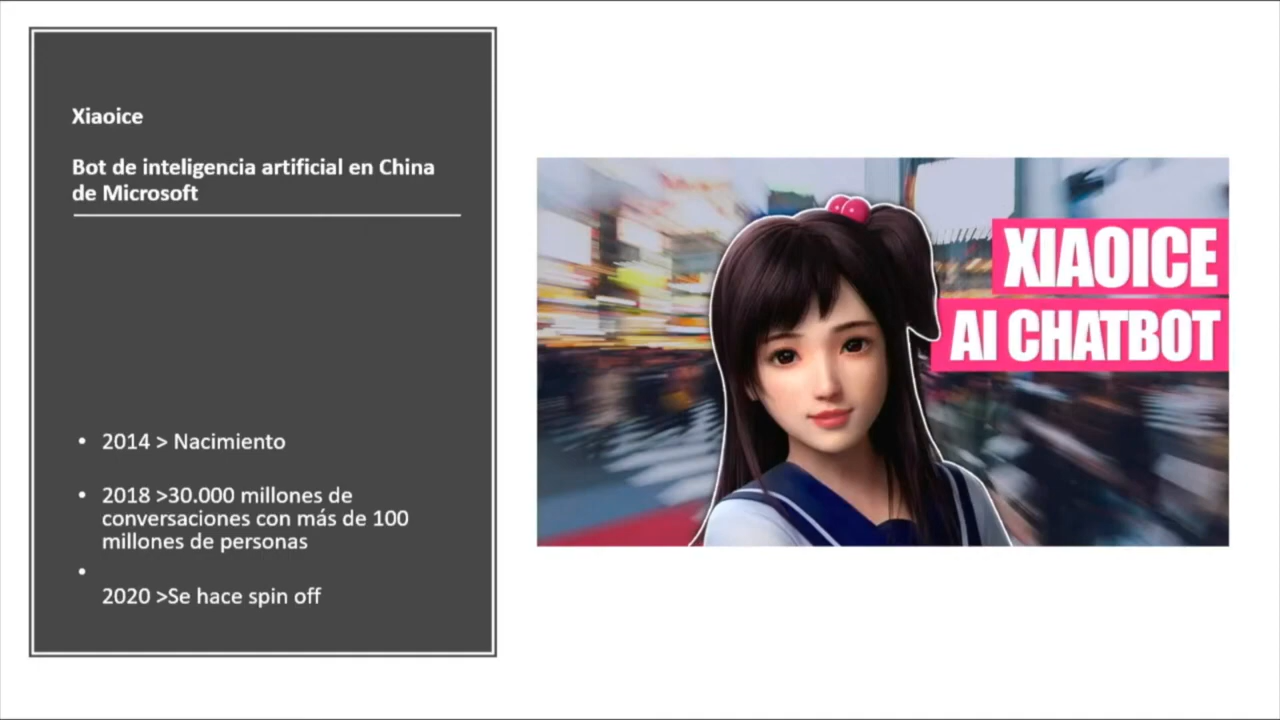 Xiaoice
Bot de inteligencia artificial en China
de Microsoft
• 2014 > Nacimiento
• 2018 >30.000 millones de
conversaciones con más de 100
millones de personas
•
2020 >Se hace spin off
XIAOICE
AI CHATBOT